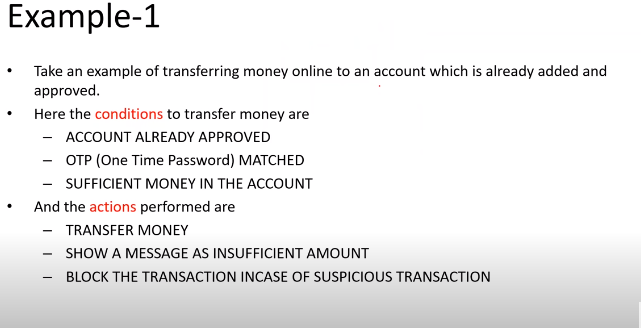 Example-1
• Take an example of transferring money online to an account which is already added and
approved.
• Here the conditions to transfer money are
– ACCOUNT ALREADY APPROVED
– OTP (One Time Password) MATCHED
– SUFFICIENT MONEY IN THE ACCOUNT
• And the actions performed are
– TRANSFER MONEY
– SHOW A MESSAGE AS INSUFFICIENT AMOUNT
– BLOCK THE TRANSACTION INCASE OF SUSPICIOUS TRANSACTION